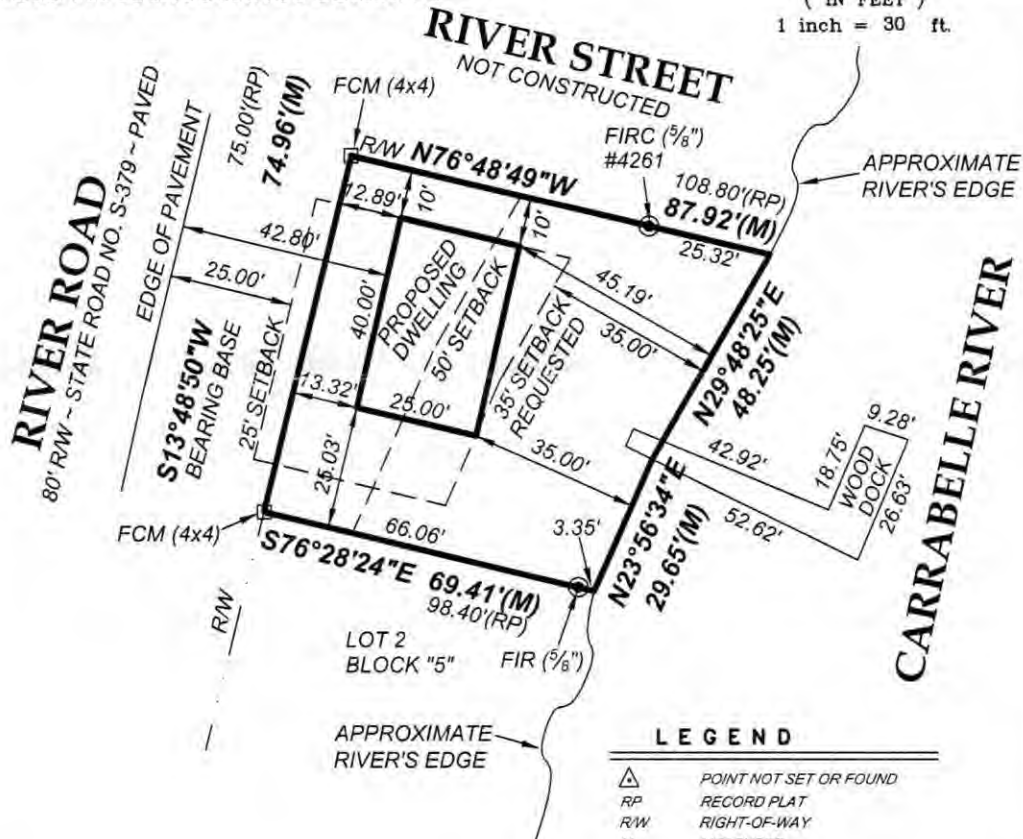 ( IN FEET )
1 inch = 30 ft.
RIVER STREET
NOT CONSTRUCTED
FCM (4x4)
75.00'(RP)
74.96'(M)
R/W N76°48'49"W
FIRC (5/8")
#4261
108.80'(RP)
87.92'(M)
25.32'
APPROXIMATE
RIVER'S EDGE
RIVER ROAD
80' R/W ~ STATE ROAD NO. S-379 ~ PAVED
EDGE OF PAVEMENT
12.89'
10'
10'
42.80'
25.00'
S13°48'50"W
BEARING BASE
25' SETBACK
40.00'
PROPOSED
DWELLING
50' SETBACK
35' SETBACK
REQUESTED
45.19'
35.00'
N29°48'25"E
48.25'(M)
13.32'
25.00'
25.03'
35.00'
42.92'
52.62'
18.75'
9.28'
WOOD
DOCK
26.63'
CARRABELLE RIVER
N23°56'34"E
29.65'(M)
3.35'
66.06'
FCM (4x4)
S76°28'24"E 69.41'(M)
98.40'(RP)
R/W
LOT 2
BLOCK "5"
FIR (5/8")
APPROXIMATE
RIVER'S EDGE
LEGEND
POINT NOT SET OR FOUND
RP RECORD PLAT
R/W RIGHT-OF-WAY